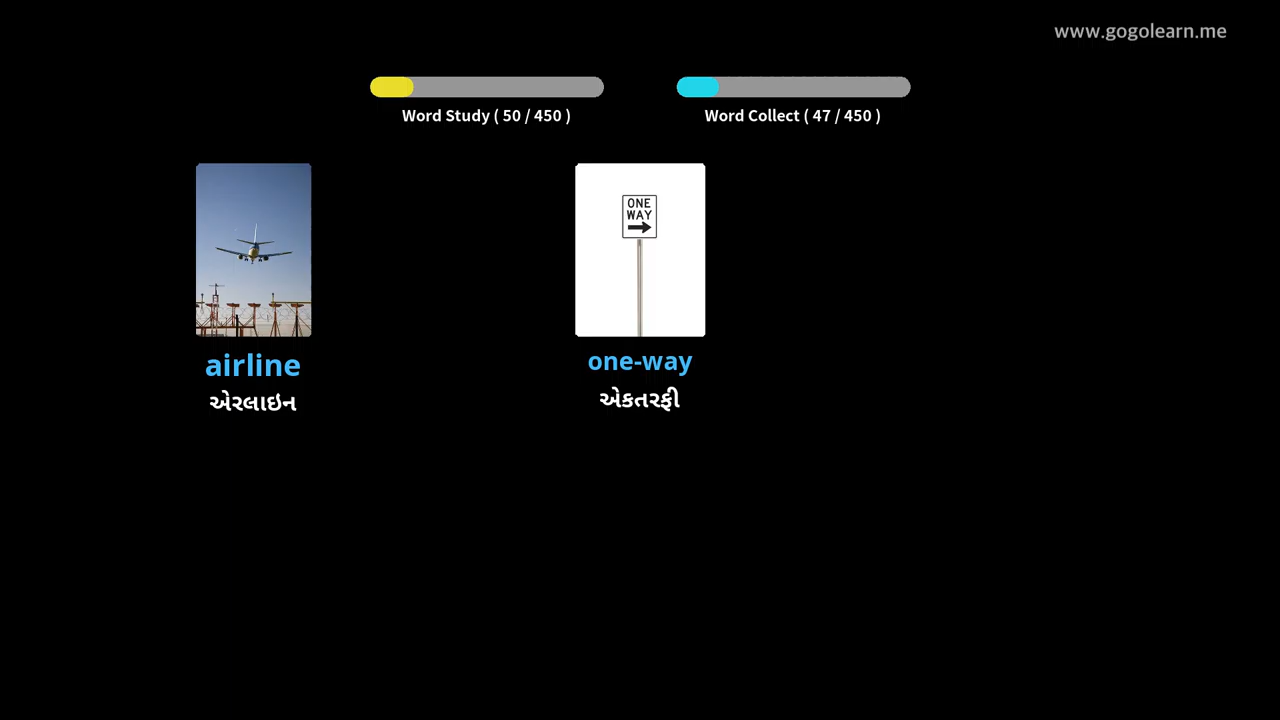 www.gogolearn.me
Word Study ( 50 / 450 )
Word Collect ( 47 / 450 )
ONE
WAY
airline
one-way
એરલાઇન
એકતરફી